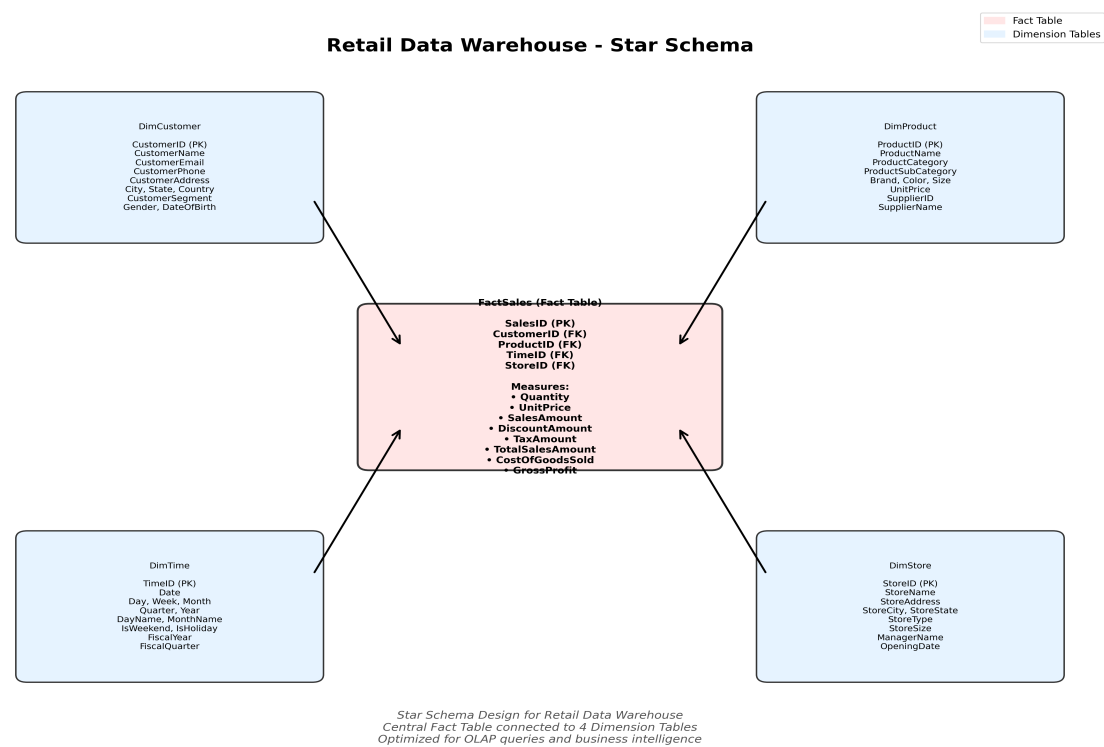 Fact Table
Dimension Tables
Retail Data Warehouse - Star Schema
DimCustomer
CustomerID (PK)
CustomerName
CustomerEmail
CustomerPhone
CustomerAddress
City, State, Country
CustomerSegment
Gender, DateOfBirth
DimProduct
ProductID (PK)
ProductName
ProductCategory
ProductSubCategory
Brand, Color, Size
UnitPrice
SupplierID
SupplierName
FactSales (Fact Table)
SalesID (PK)
CustomerID (FK)
ProductID (FK)
TimeID (FK)
StoreID (FK)
Measures:
• Quantity
• UnitPrice
• SalesAmount
• DiscountAmount
• TaxAmount
• TotalSalesAmount
• CostOfGoodsSold
• GrossProfit
DimTime
TimeID (PK)
Date
Day, Week, Month
Quarter, Year
DayName, MonthName
IsWeekend, IsHoliday
FiscalYear
FiscalQuarter
DimStore
StoreID (PK)
StoreName
StoreAddress
StoreCity, StoreState
StoreType
StoreSize
ManagerName
OpeningDate
Star Schema Design for Retail Data Warehouse
Central Fact Table connected to 4 Dimension Tables
Optimized for OLAP queries and business intelligence